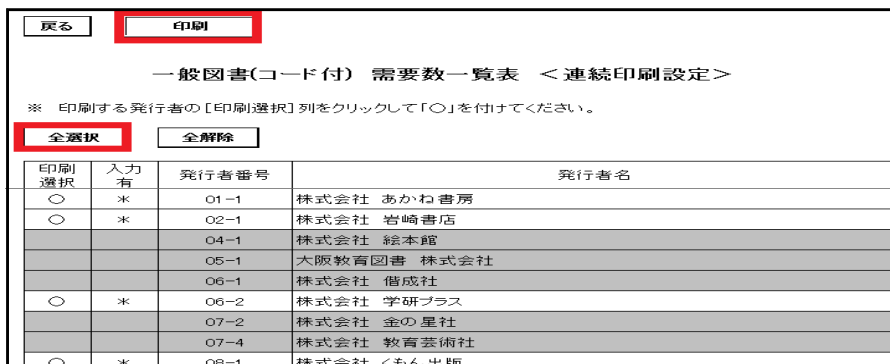 戻る 印刷
一般図書(コード付) 需要数一覧表 ＜連続印刷設定＞
※ 印刷する発行者の[印刷選択]列をクリックして「○」を付けてください。
全選択 全解除
印刷選択 入力有 発行者番号 発行者名
○ * 01-1 株式会社 あかね書房
○ * 02-1 株式会社 岩崎書店
04-1 株式会社 絵本館
05-1 大阪教育図書 株式会社
06-1 株式会社 偕成社
○ * 06-2 株式会社 学研プラス
07-2 株式会社 金の星社
07-4 株式会社 教育芸術社
○ * 08-1 株式会社 くもん出版